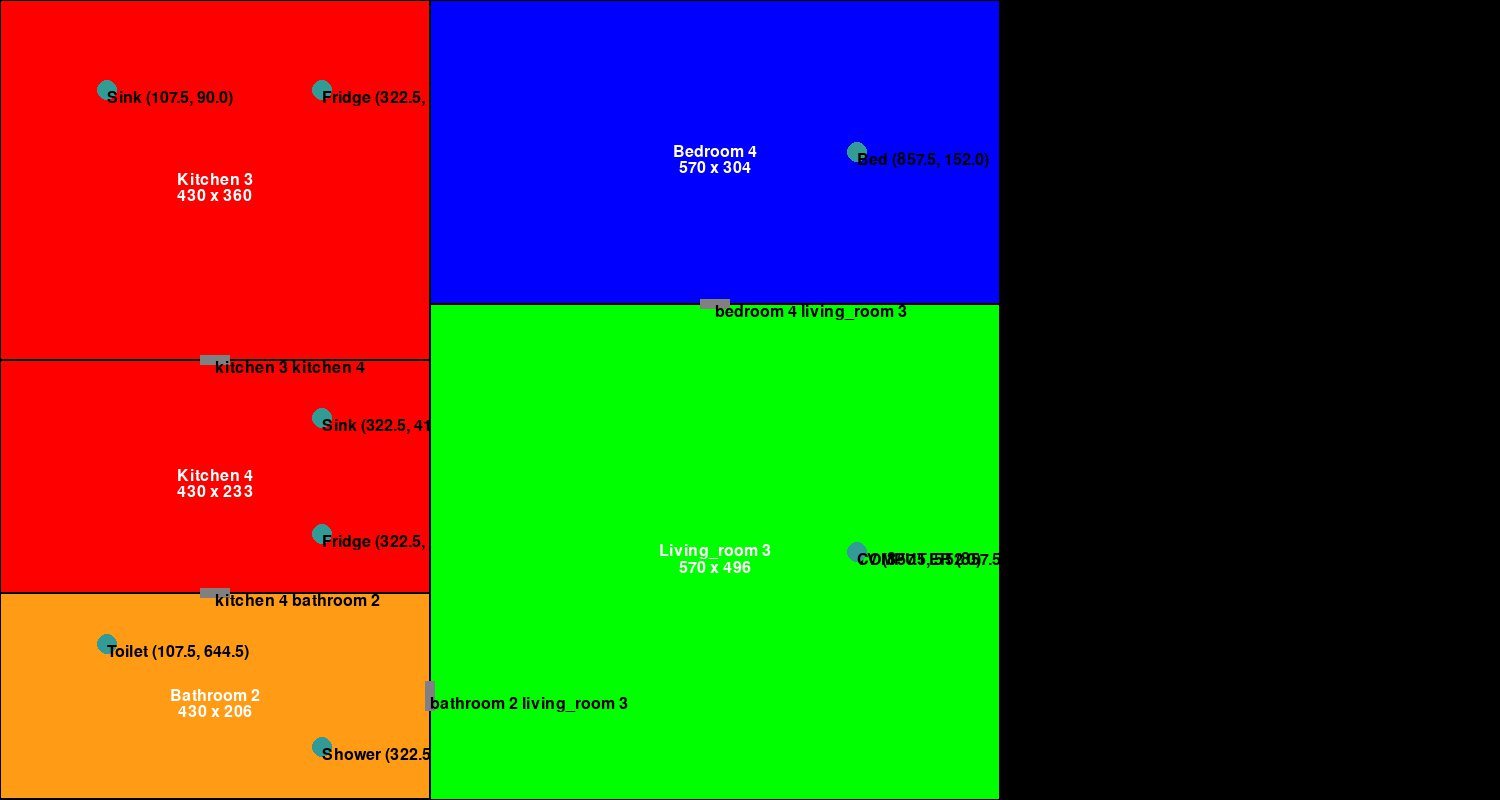 Sink (107.5, 90.0)
Fridge (322.5,
Kitchen 3
430 x 360
Bedroom 4
570 x 304
Bed (857.5, 152.0)
bedroom 4 living_room 3
kitchen 3 kitchen 4
Sink (322.5, 41
Kitchen 4
430 x 233
Fridge (322.5,
Living_room 3
570 x 496
kitchen 4 bathroom 2
Toilet (107.5, 644.5)
Bathroom 2
430 x 206
bathroom 2 living_room 3
Shower (322.5